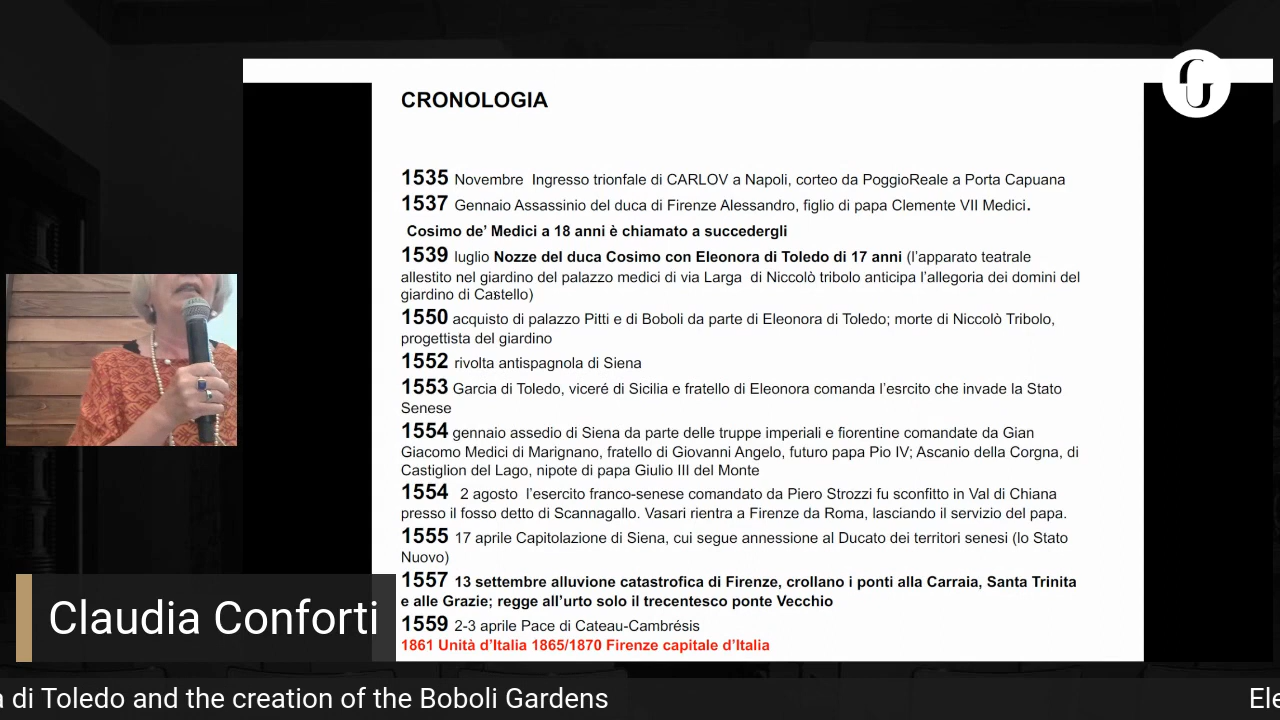 CRONOLOGIA
1535 Novembre Ingresso trionfale di CARLOV a Napoli, corteo da PoggioReale a Porta Capuana
1537 Gennaio Assassinio del duca di Firenze Alessandro, figlio di papa Clemente VII Medici.
Cosimo de' Medici a 18 anni è chiamato a succedergli
1539 luglio Nozze del duca Cosimo con Eleonora di Toledo di 17 anni (l'apparato teatrale
allestito nel giardino del palazzo medici di via Larga di Niccolò tribolo anticipa l'allegoria dei domini del
giardino di Castello)
1550 acquisto di palazzo Pitti e di Boboli da parte di Eleonora di Toledo; morte di Niccolò Tribolo,
progettista del giardino
1552 rivolta antispagnola di Siena
1553 Garcia di Toledo, viceré di Sicilia e fratello di Eleonora comanda l'esrcito che invade la Stato
Senese
1554 gennaio assedio di Siena da parte delle truppe imperiali e fiorentine comandate da Gian
Giacomo Medici di Marignano, fratello di Giovanni Angelo, futuro papa Pio IV; Ascanio della Corgna, di
Castiglion del Lago, nipote di papa Giulio III del Monte
1554 2 agosto l'esercito franco-senese comandato da Piero Strozzi fu sconfitto in Val di Chiana
presso il fosso detto di Scannagallo. Vasari rientra a Firenze da Roma, lasciando il servizio del papa.
1555 17 aprile Capitolazione di Siena, cui segue annessione al Ducato dei territori senesi (lo Stato
Nuovo)
1557 13 settembre alluvione catastrofica di Firenze, crollano i ponti alla Carraia, Santa Trinita
e alle Grazie; regge all'urto solo il trecentesco ponte Vecchio
1559 2-3 aprile Pace di Cateau-Cambrésis
1861 Unità d'Italia 1865/1870 Firenze capitale d'Italia
Claudia Conforti
a di Toledo and the creation of the Boboli Gardens Ele